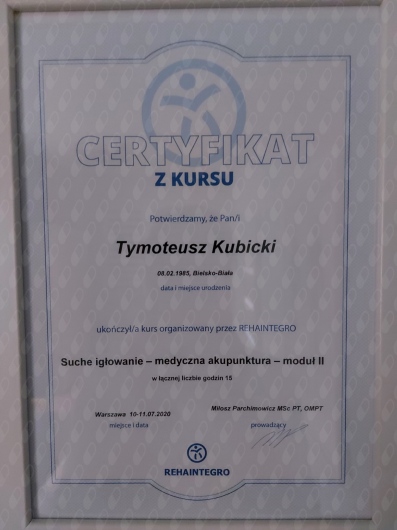 CERTYFIKAT
Z KURSU
Potwierdzamy, że Pan/i
Tymoteusz Kubicki
08.02.1985, Bielsko-Biała
data i miejsce urodzenia
ukończył/a kurs organizowany przez REHAINTEGRO
Suche igłowanie – medyczna akupunktura – moduł II
w łącznej liczbie godzin 15
Warszawa 10-11.07.2020
miejsce i data
Miłosz Parchimowicz MSc PT, OMPT
prowadzący
REHAINTEGRO